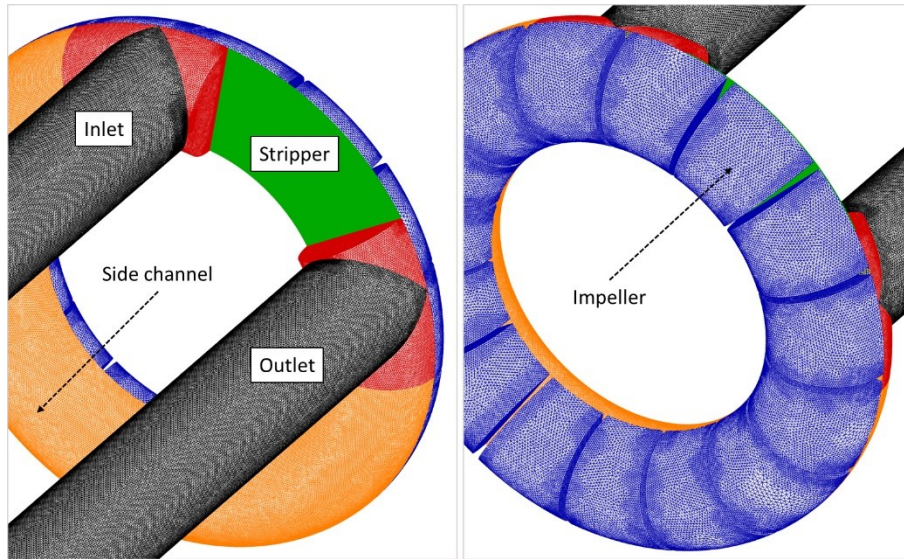 Inlet
Stripper
Side channel
Outlet
Impeller